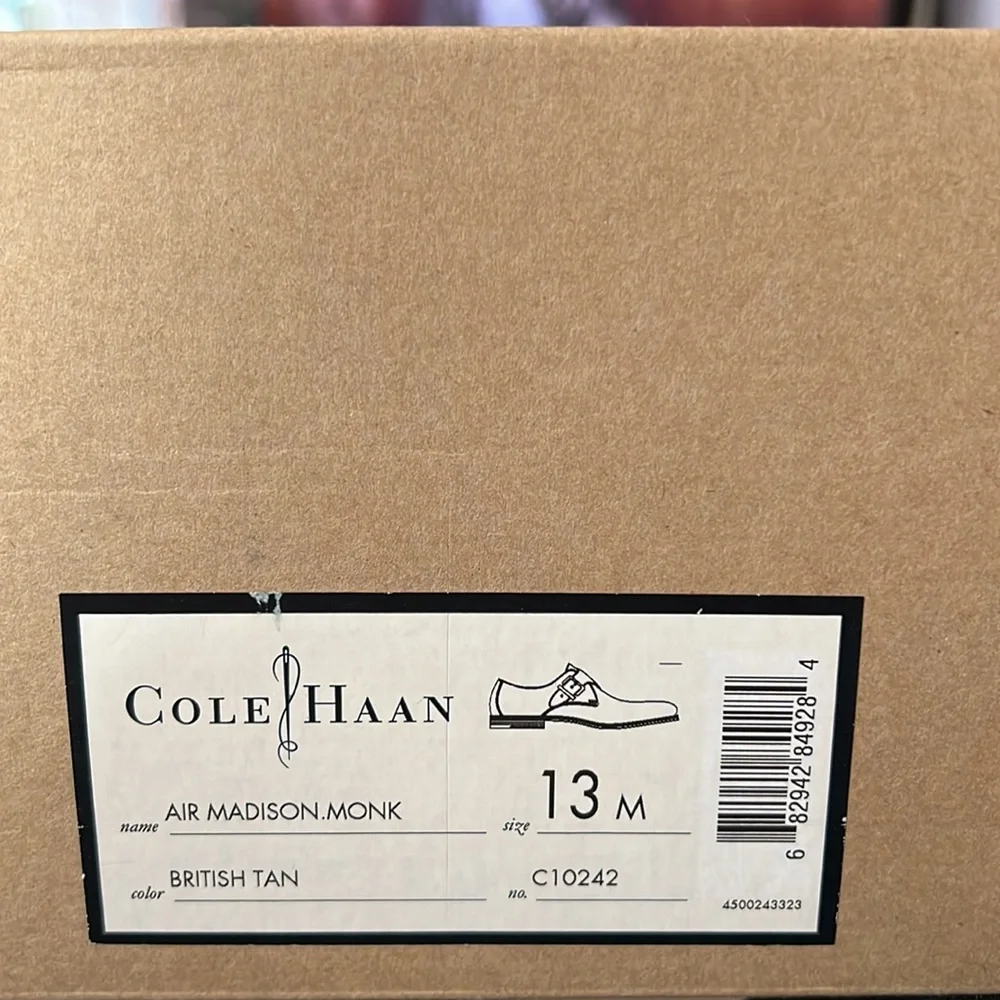 COLE HAAN
name AIR MADISON.MONK
color BRITISH TAN
size 13 M
no. C10242
6 82942 84928 4
4500243323